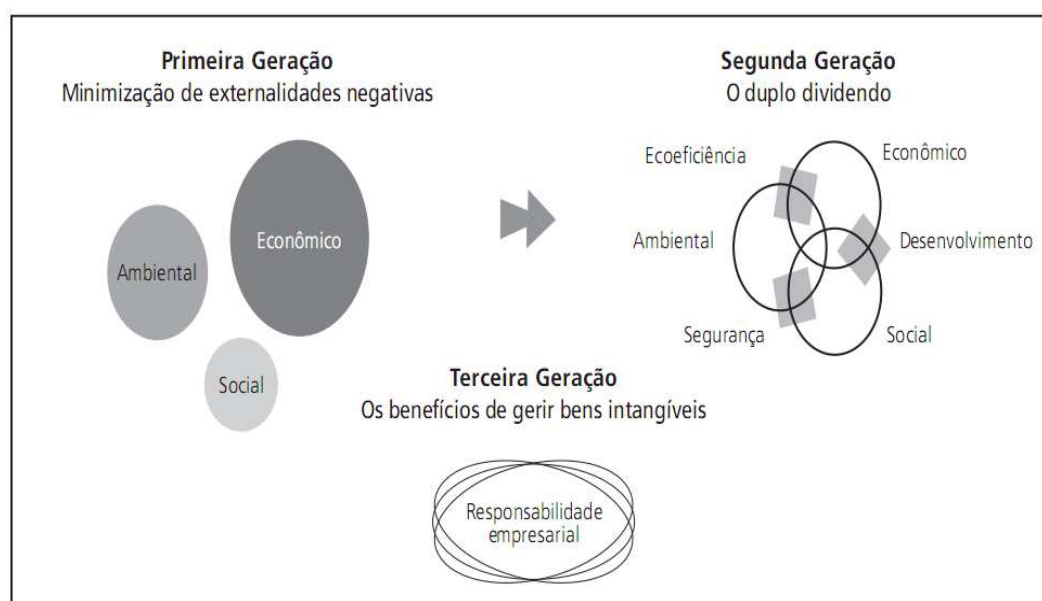 Primeira Geração
Minimização de externalidades negativas
Econômico
Ambiental
Social
Segunda Geração
O duplo dividendo
Ecoeficiência
Econômico
Ambiental
Desenvolvimento
Segurança
Social
Terceira Geração
Os benefícios de gerir bens intangíveis
Responsabilidade
empresarial